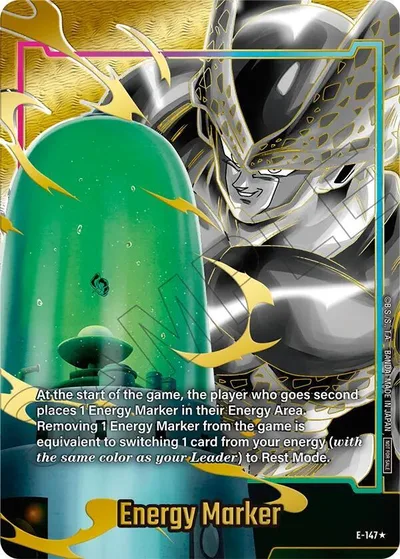 SAMPLE
At the start of the game, the player who goes second
places 1 Energy Marker in their Energy Area.
Removing 1 Energy Marker from the game is
equivalent to switching 1 card from your energy (with
the same color as your Leader) to Rest Mode.
©B.S./S., T.A. BANDAI MADE IN JAPAN
NOT FOR SALE
Energy Marker
E-147★